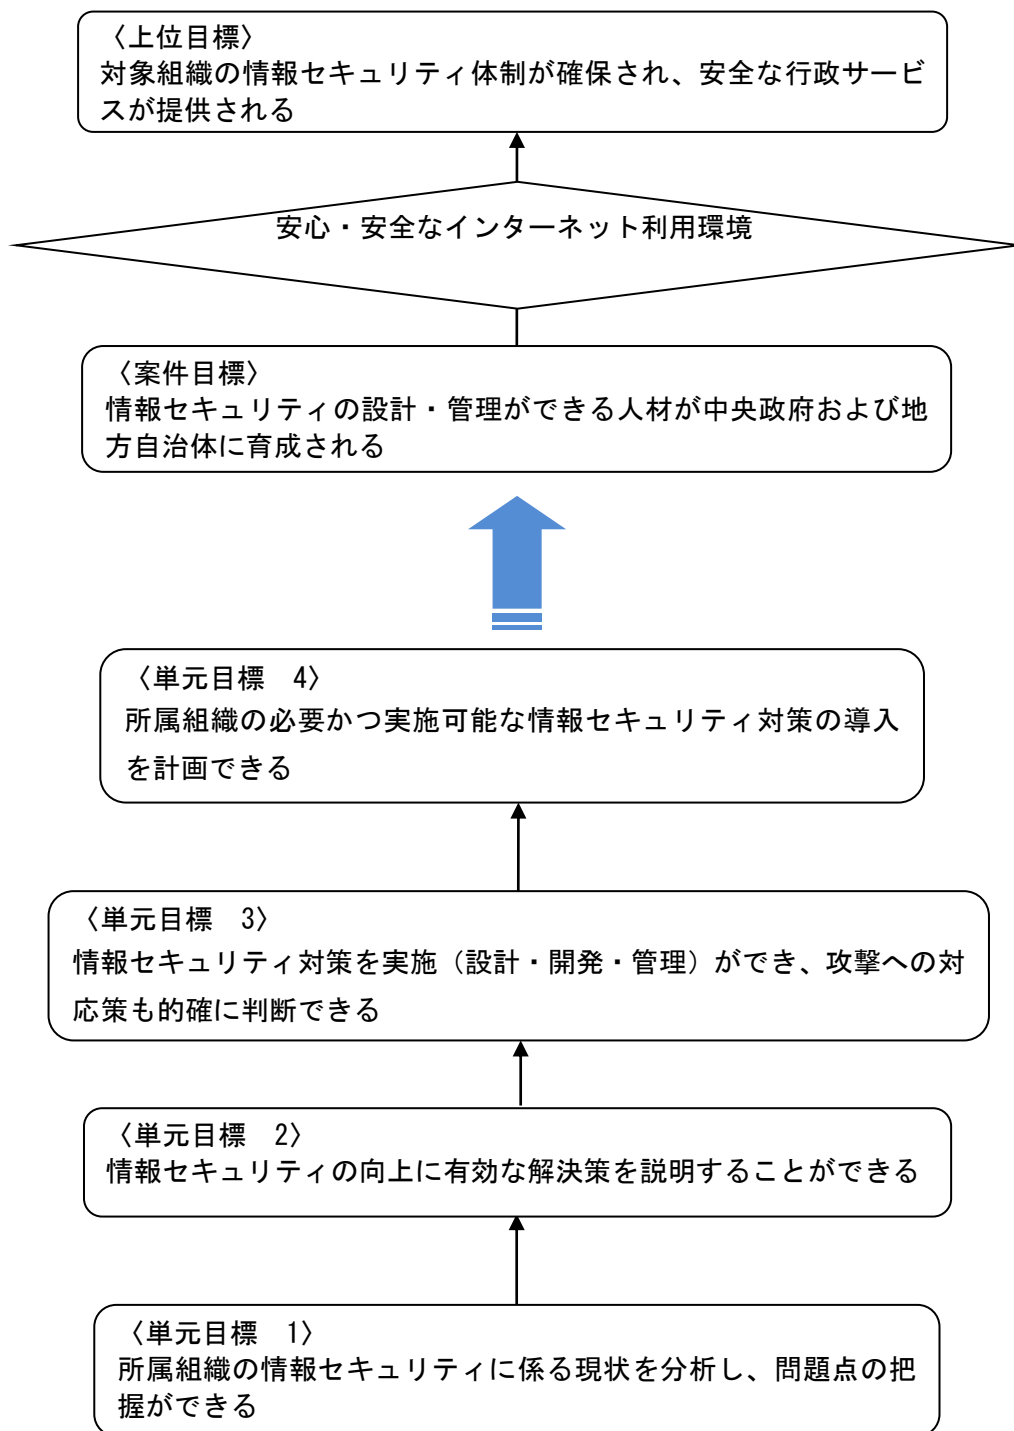 〈上位目標〉
対象組織の情報セキュリティ体制が確保され、安全な行政サービ
スが提供される
安心・安全なインターネット利用環境
〈案件目標〉
情報セキュリティの設計・管理ができる人材が中央政府および地
方自治体に育成される
〈単元目標　4〉
所属組織の必要かつ実施可能な情報セキュリティ対策の導入
を計画できる
〈単元目標　3〉
情報セキュリティ対策を実施（設計・開発・管理）ができ、攻撃への対
応策も的確に判断できる
〈単元目標　2〉
情報セキュリティの向上に有効な解決策を説明することができる
〈単元目標　1〉
所属組織の情報セキュリティに係る現状を分析し、問題点の把
握ができる